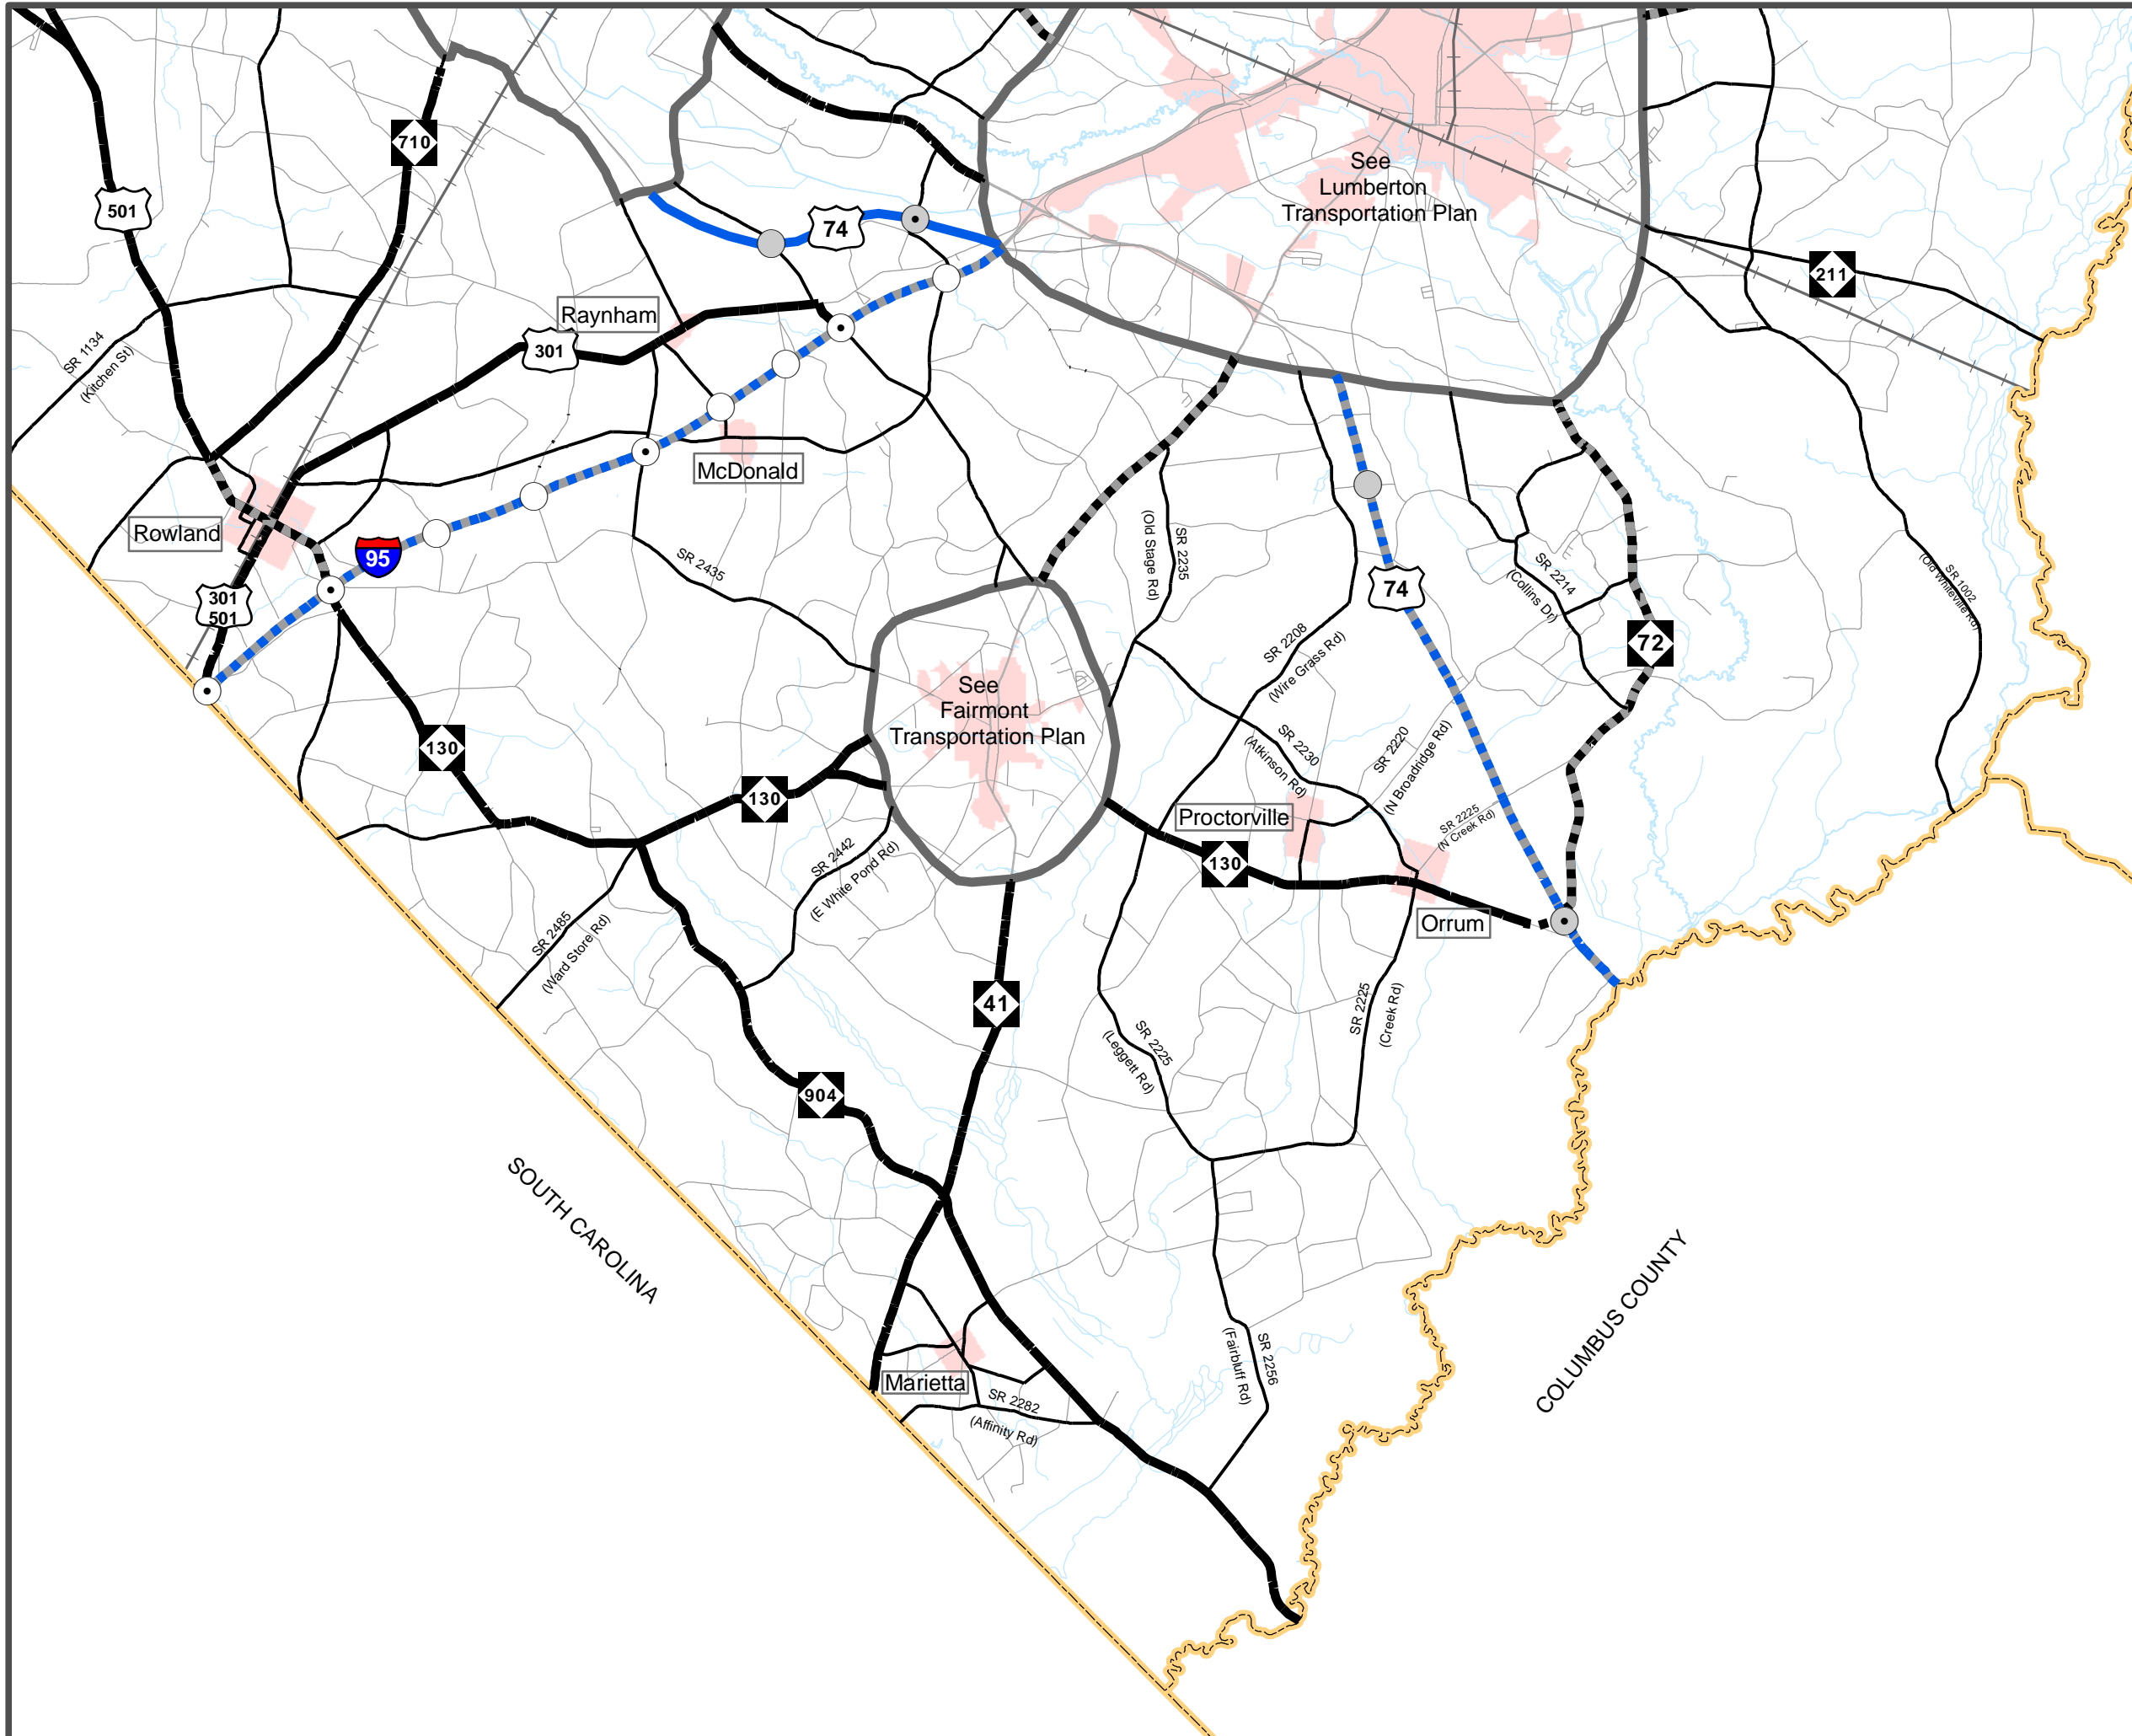 See
Lumberton
Transportation Plan
710
501
74
211
Raynham
301
SR 1134
(Kitchen St)
McDonald
Rowland
95
SR 2435
(Old Stage Rd)
SR 2235
74
SR 2214
(Collins Dr)
SR 1002
(Old Whiteville Rd)
301
501
72
SR 2208
(Wire Grass Rd)
See
Fairmont
Transportation Plan
130
SR 2230
(Atkinson Rd)
SR 2220
(N Broadridge Rd)
130
Proctorville
SR 2225
(N Creek Rd)
SR 2442
(E White Pond Rd)
130
Orrum
SR 2485
(Ward Store Rd)
41
SR 2225
(Creek Rd)
SR 2225
(Leggett Rd)
904
SOUTH CAROLINA
COLUMBUS COUNTY
(Fairbluff Rd)
SR 2256
Marietta
SR 2282
(Affinity Rd)